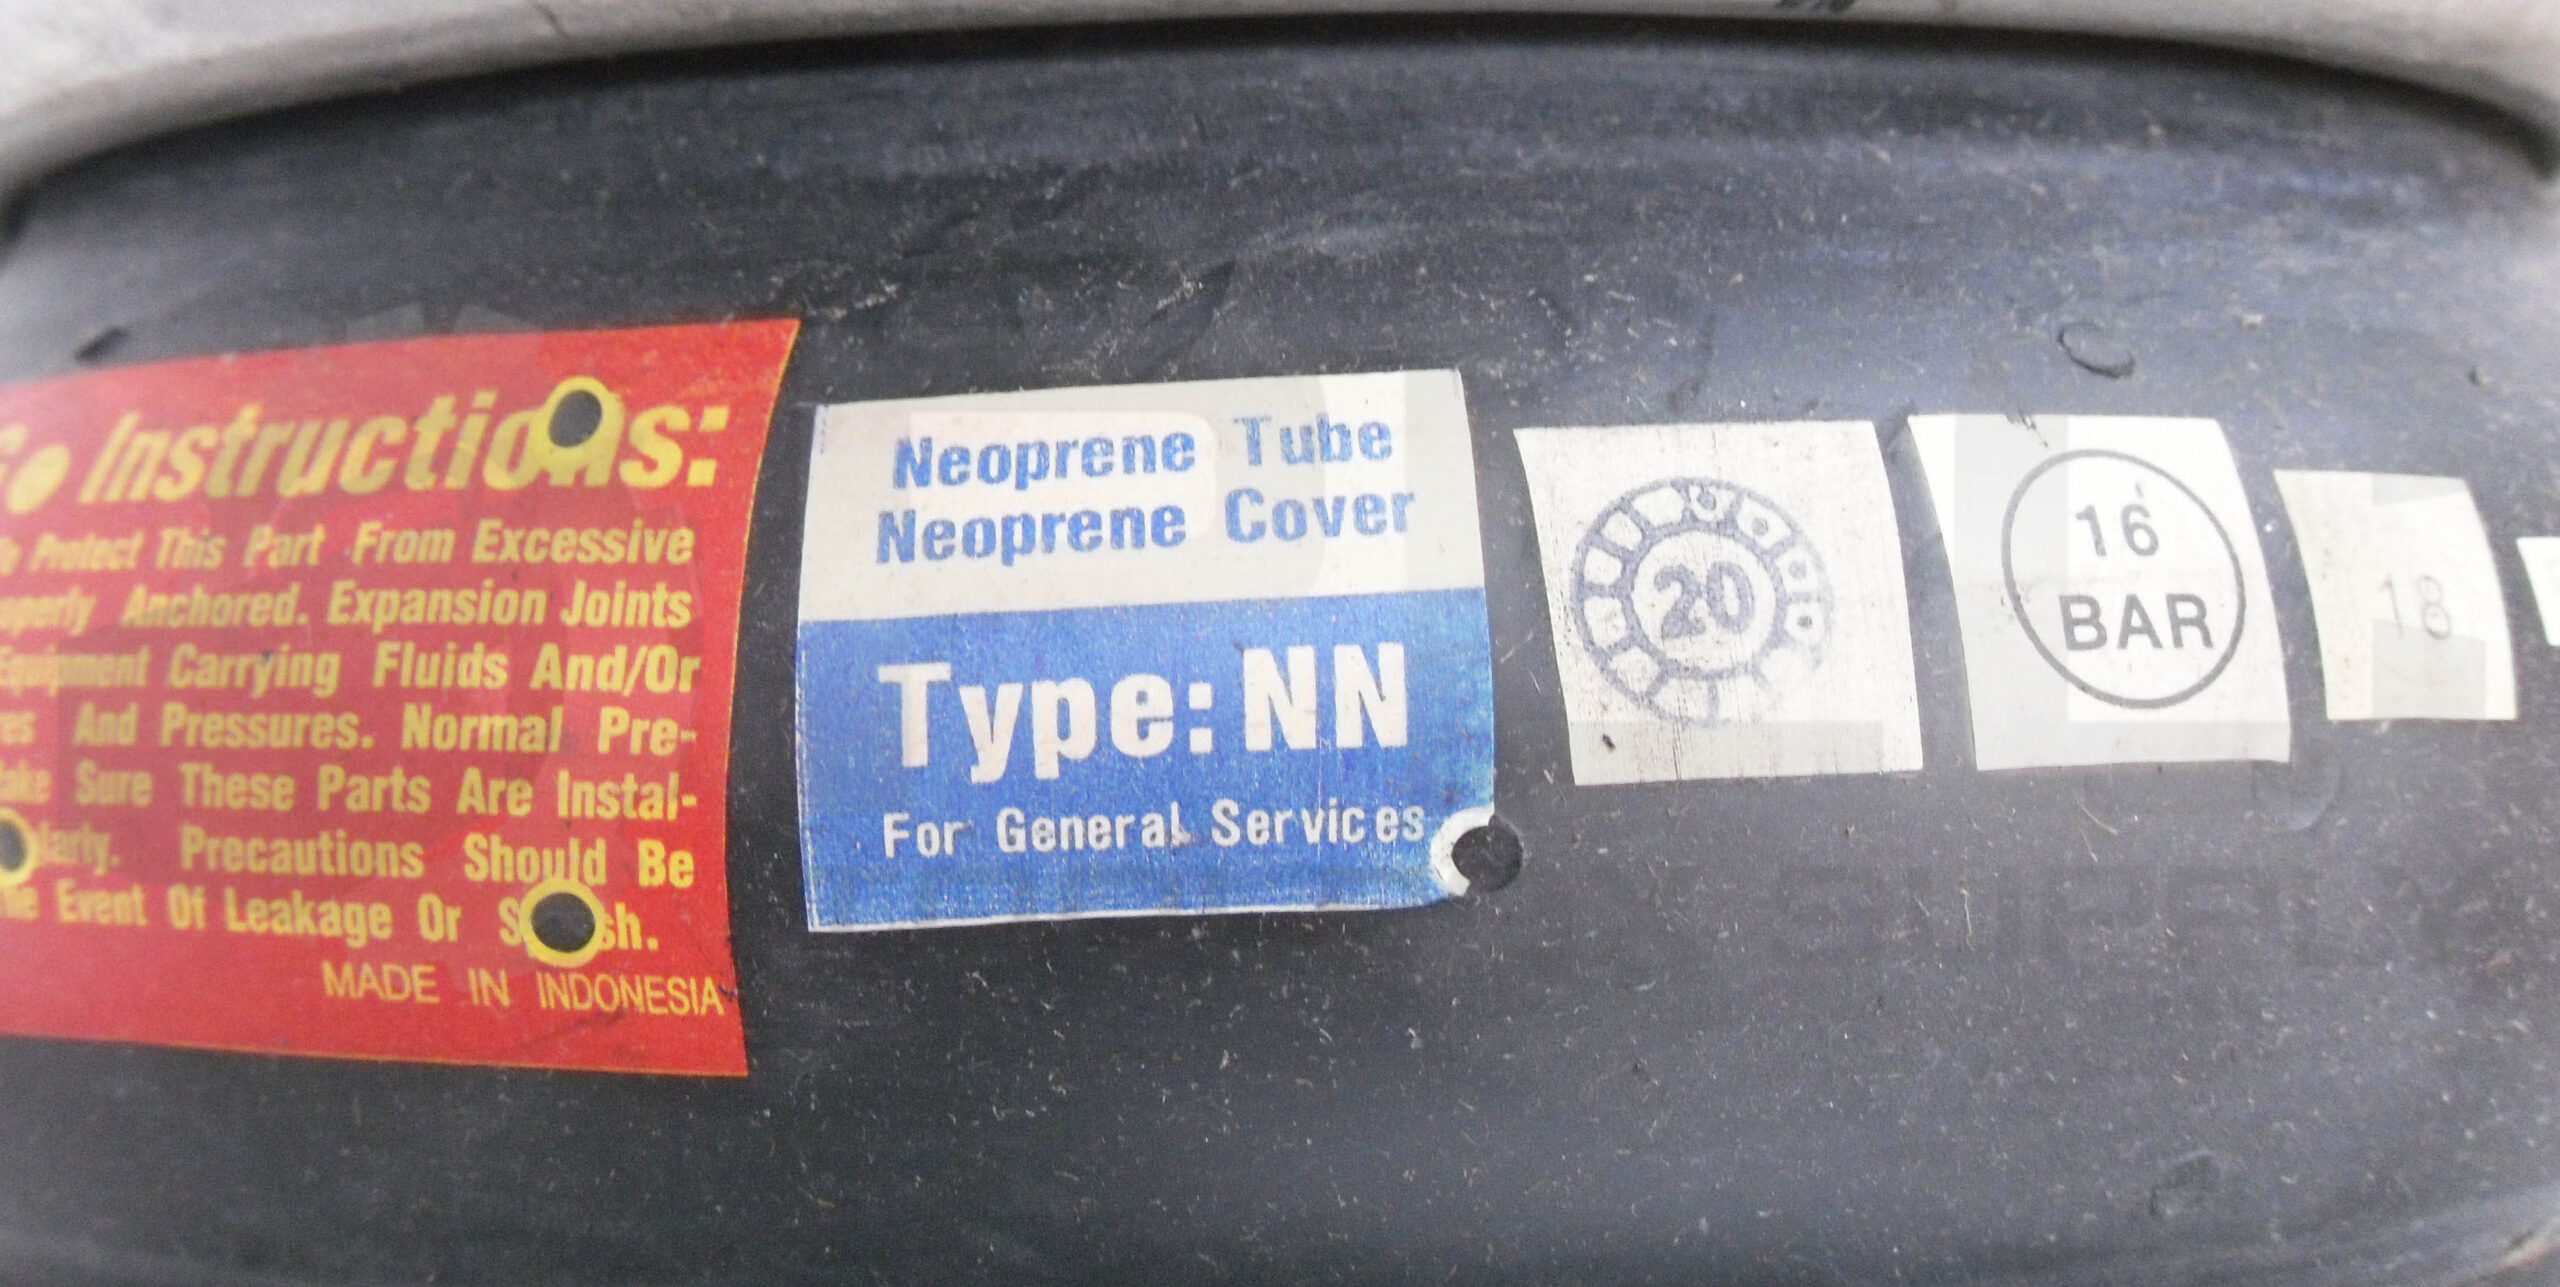 Instructions:
Protect This Part From Excessive
Anchored. Expansion Joints
Equipment Carrying Fluids And/Or
And Pressures. Normal Pre-
Sure These Parts Are Instal-
Precautions Should Be
Event Of Leakage Or
MADE IN INDONESIA
Neoprene Tube
Neoprene Cover
Type: NN
For General Services
20
16
BAR
18